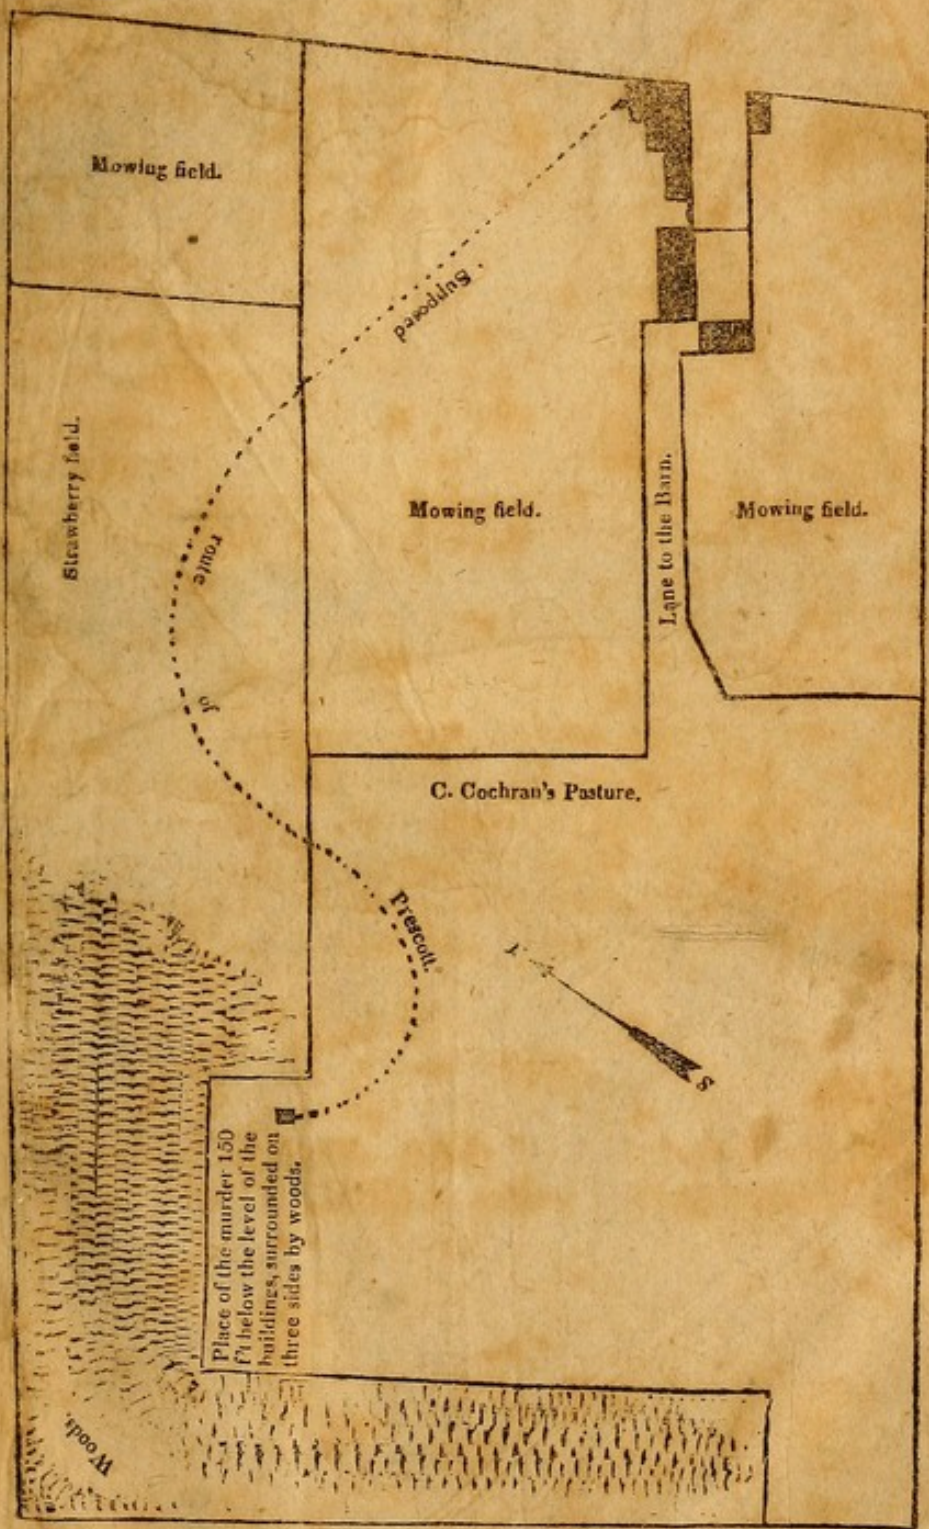 Mowing field.
Supposed
Strawberry field.
Mowing field.
Lane to the Barn.
Mowing field.
route
of
C. Cochran's Pasture.
Prescott.
S
Place of the murder 150
f't below the level of the
buildings, surrounded on
three sides by woods.
Woods.